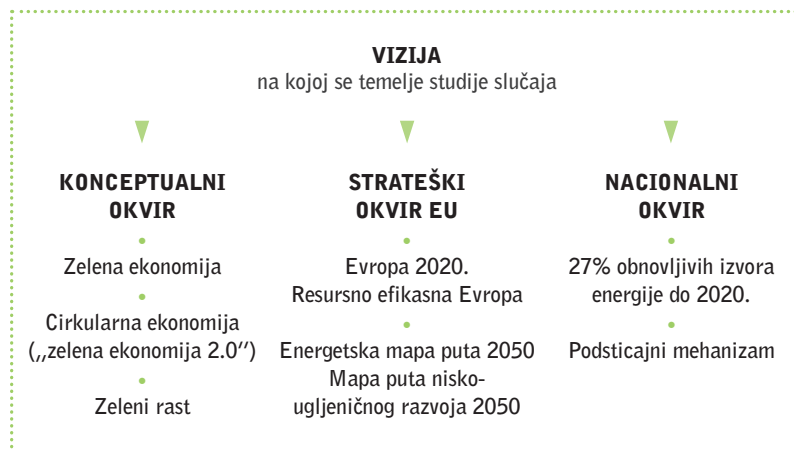 VIZIJA
na kojoj se temelje studije slučaja
KONCEPTUALNI
OKVIR
Zelena ekonomija
Cirkularna ekonomija
(,,zelena ekonomija 2.0’’)
Zeleni rast
STRATEŠKI
OKVIR EU
Evropa 2020.
Resursno efikasna Evropa
Energetska mapa puta 2050
Mapa puta nisko-
ugljeničnog razvoja 2050
NACIONALNI
OKVIR
27% obnovljivih izvora
energije do 2020.
Podsticajni mehanizam